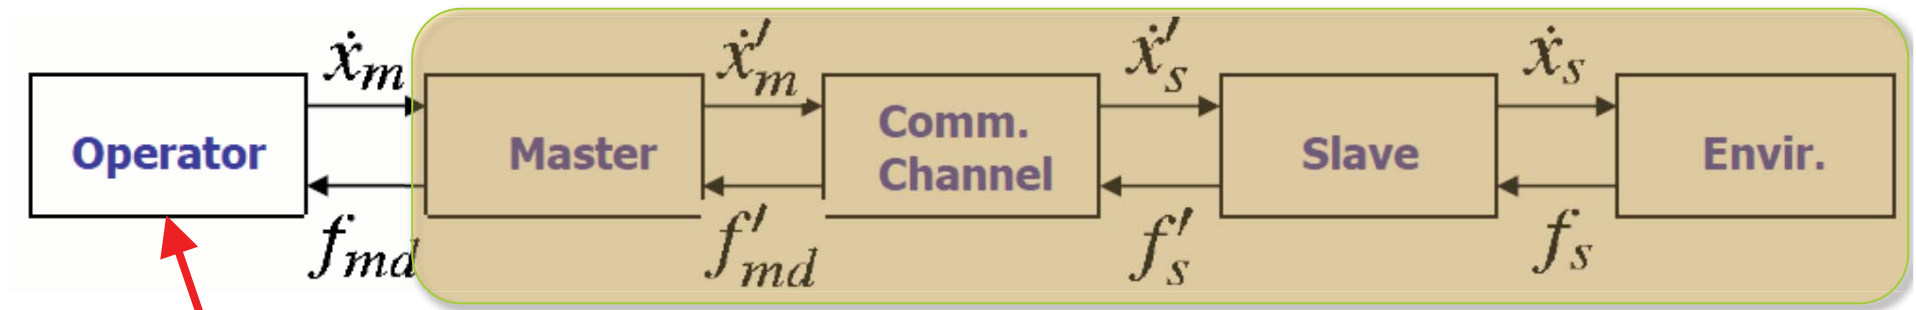 ẋm ẋ′m ẋ′s ẋs
Operator Master Comm. Channel Slave Envir.
fmd f′md f′s fs